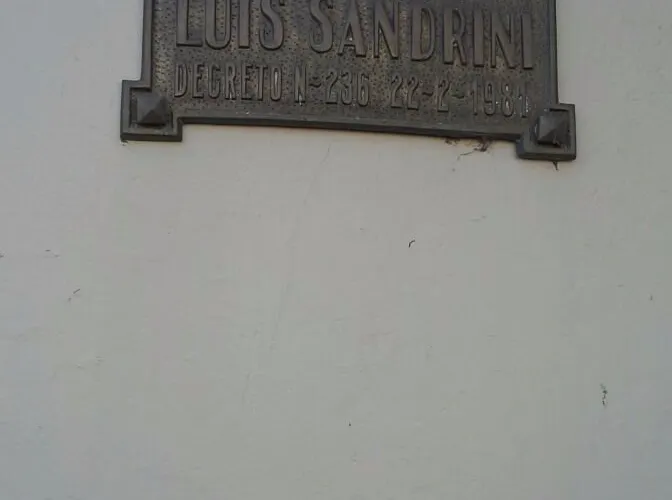 LUIS SANDRINI
DECRETO N-236 22-2-1981